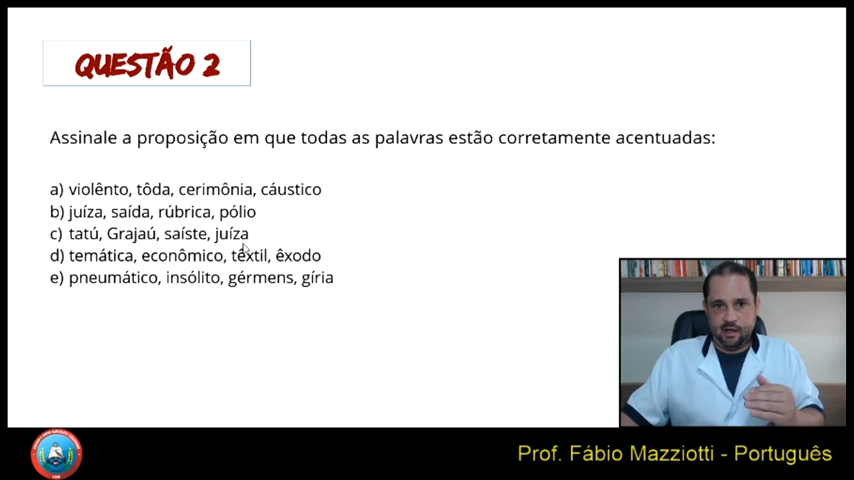 QUESTÃO 2
Assinale a proposição em que todas as palavras estão corretamente acentuadas:
a) violênto, tôda, cerimônia, cáustico
b) juíza, saída, rúbrica, pólio
c) tatú, Grajaú, saíste, juíza
d) temática, econômico, têxtil, êxodo
e) pneumático, insólito, gérmens, gíria
Prof. Fábio Mazziotti - Português